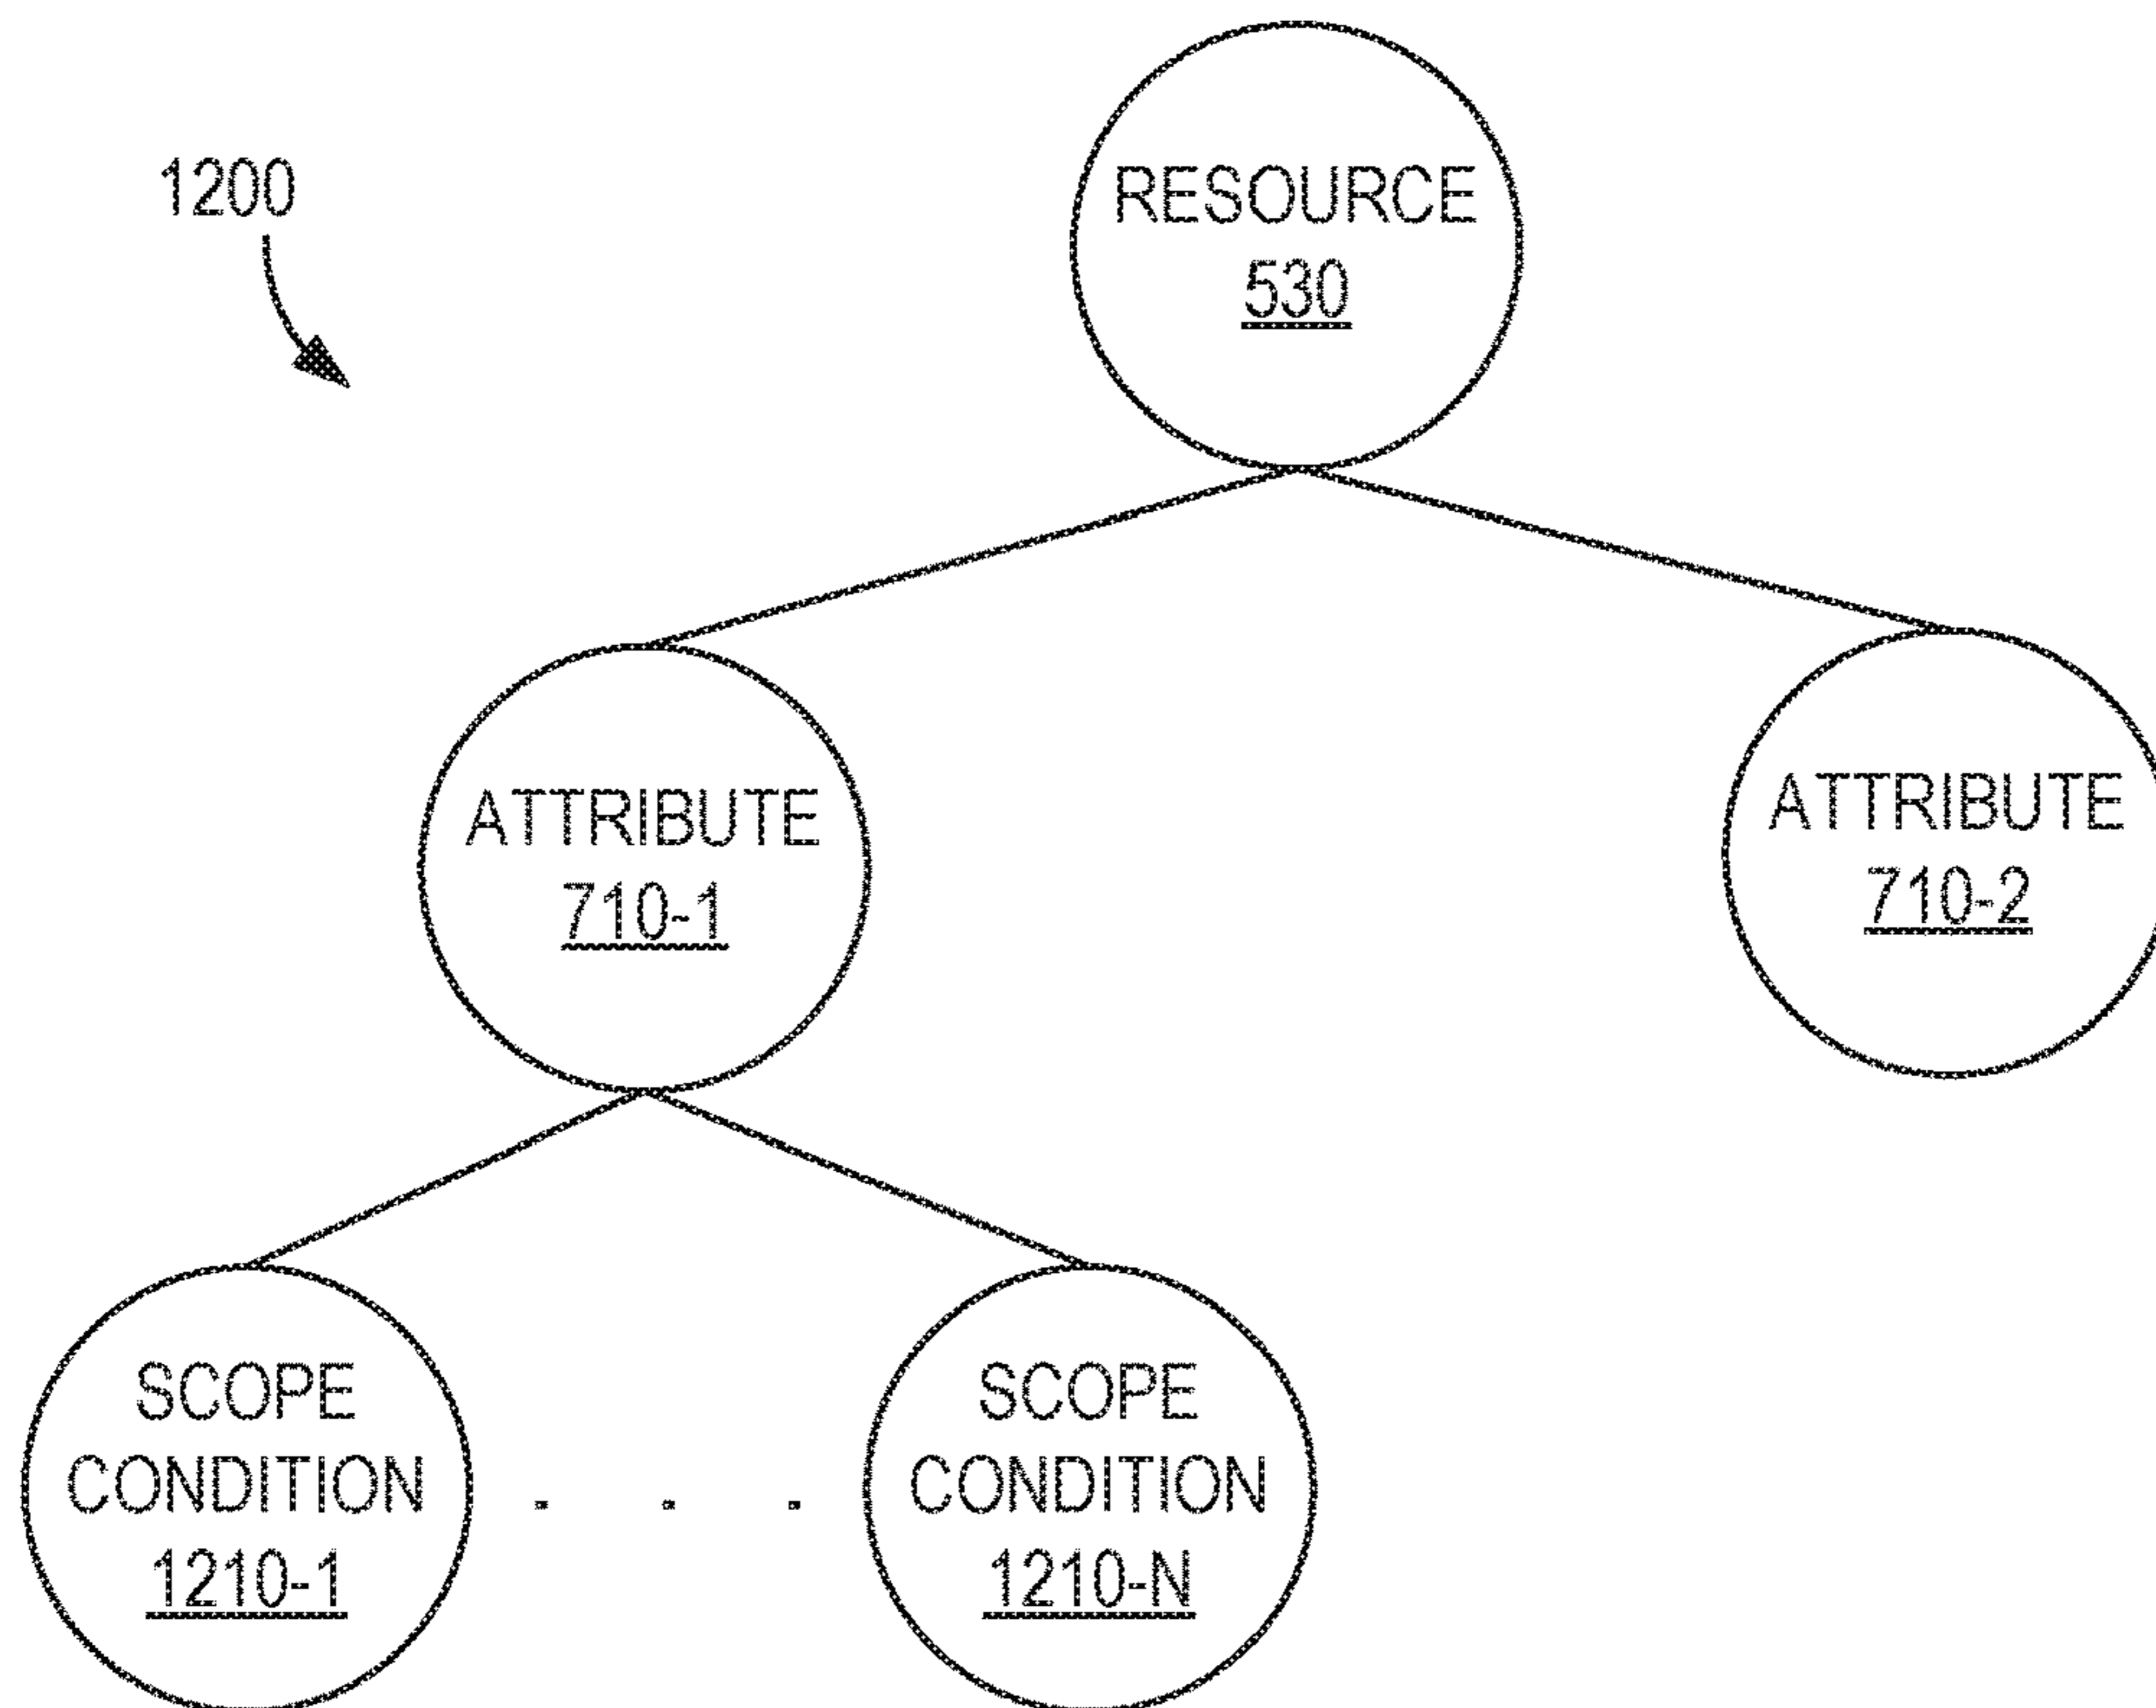 1200
RESOURCE
530
ATTRIBUTE
710-1
ATTRIBUTE
710-2
SCOPE
CONDITION
1210-1
. . .
SCOPE
CONDITION
1210-N